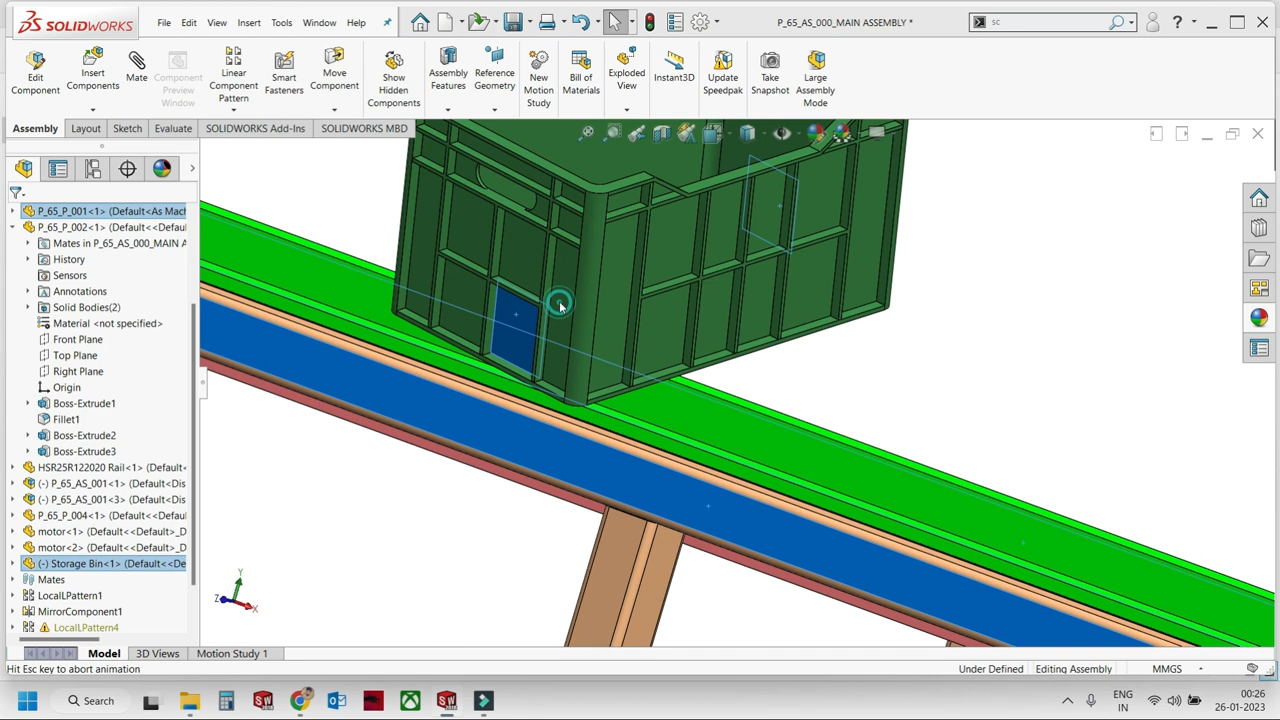 SOLIDWORKS
File Edit View Insert Tools Window Help
P_65_AS_000_MAIN ASSEMBLY *
sc
Edit Component
Insert Components
Mate
Component Preview Window
Linear Component Pattern
Smart Fasteners
Move Component
Show Hidden Components
Assembly Features
Reference Geometry
New Motion Study
Bill of Materials
Exploded View
Instant3D
Update Speedpak
Take Snapshot
Large Assembly Mode
Assembly Layout Sketch Evaluate SOLIDWORKS Add-Ins SOLIDWORKS MBD
P_65_P_001<1> (Default<As Mach
P_65_P_002<1> (Default<<Defaul
Mates in P_65_AS_000_MAIN A
History
Sensors
Annotations
Solid Bodies(2)
Material <not specified>
Front Plane
Top Plane
Right Plane
Origin
Boss-Extrude1
Fillet1
Boss-Extrude2
Boss-Extrude3
HSR25R122020 Rail<1> (Default<
(-) P_65_AS_001<1> (Default<Dis
(-) P_65_AS_001<3> (Default<Dis
P_65_P_004<1> (Default<<Defaul
motor<1> (Default<<Default>_D
motor<2> (Default<<Default>_D
(-) Storage Bin<1> (Default<<De
Mates
LocalLPattern1
MirrorComponent1
LocalLPattern4
Y
Z
X
Model 3D Views Motion Study 1
Hit Esc key to abort animation
Under Defined Editing Assembly MMGS
Search
ENG
IN
00:26
26-01-2023